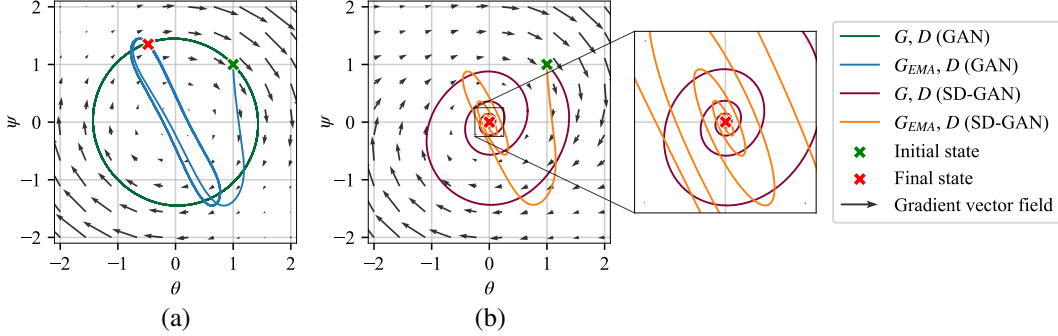 2
1
0
−1
−2
ψ
−2
−1
0
1
2
θ
(a)
2
1
0
−1
−2
ψ
−2
−1
0
1
2
θ
(b)
G, D (GAN)
G_EMA, D (GAN)
G, D (SD-GAN)
G_EMA, D (SD-GAN)
Initial state
Final state
Gradient vector field